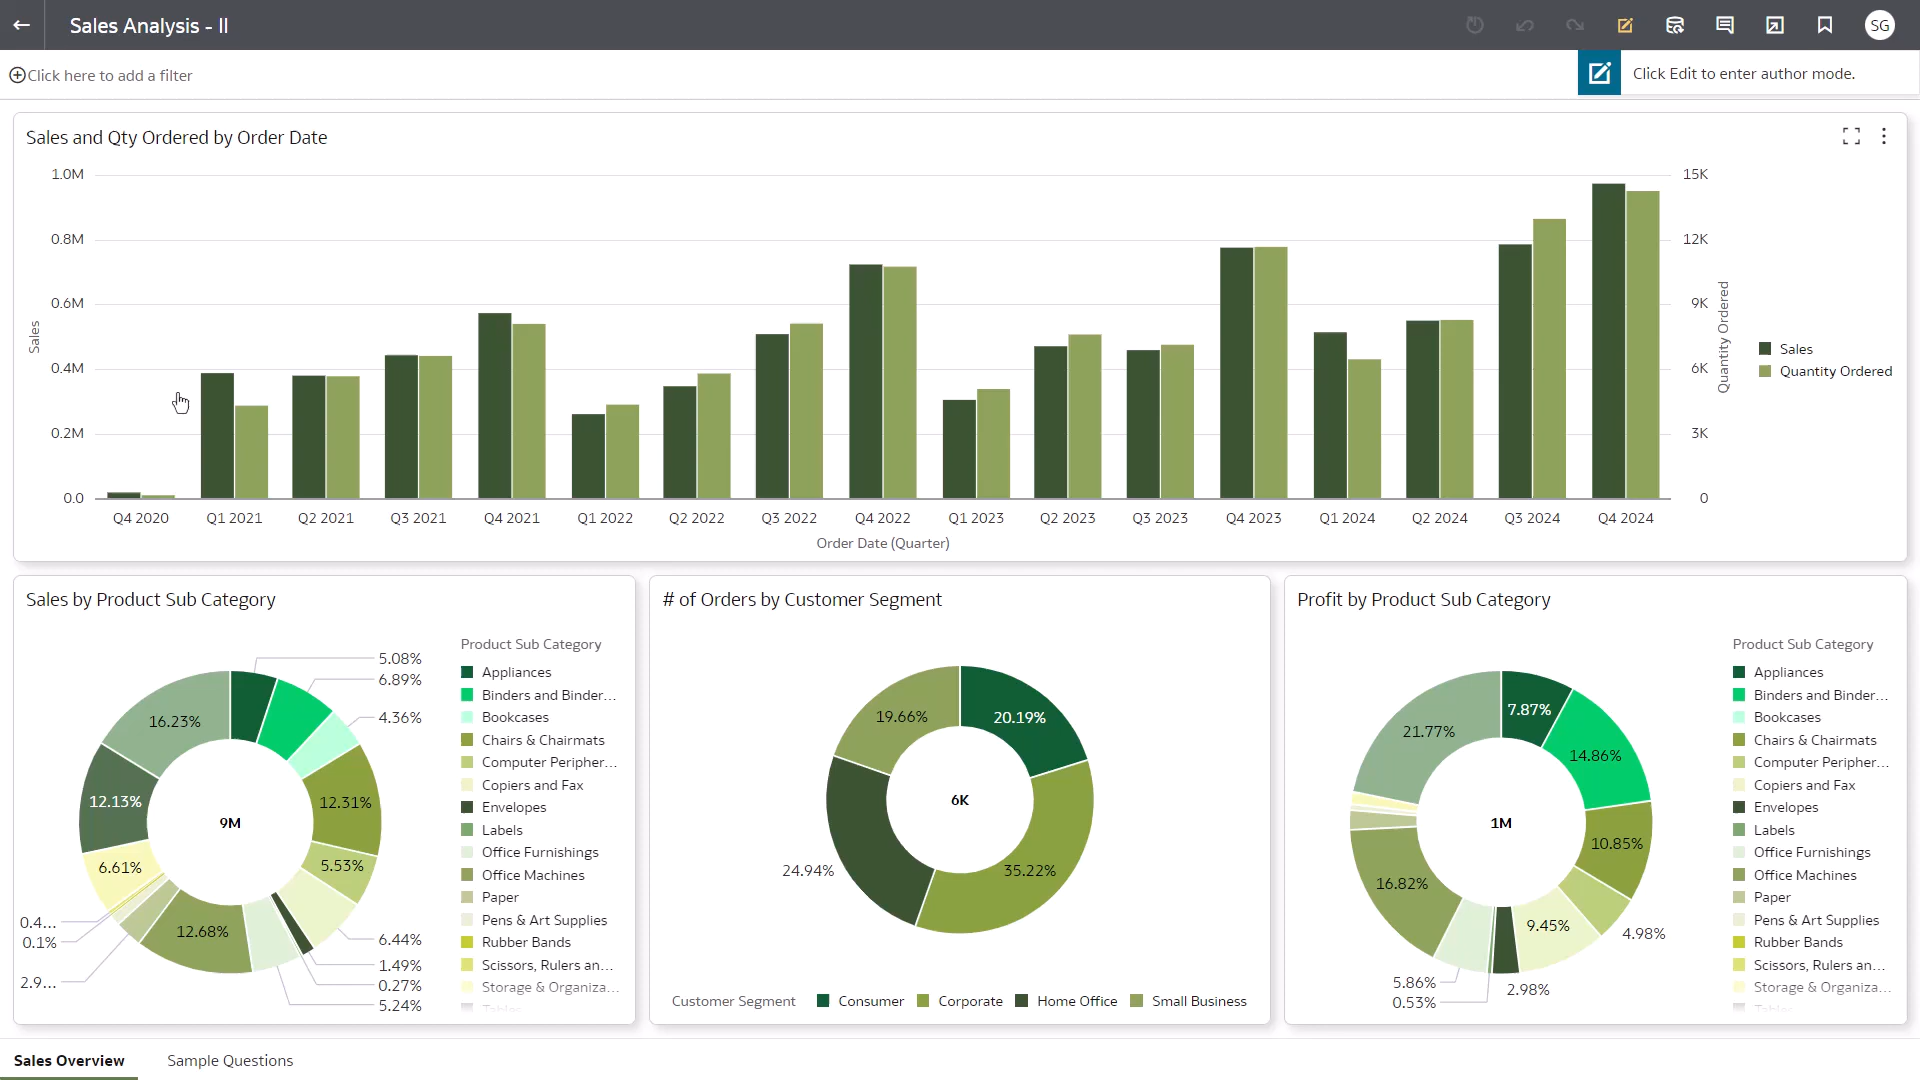 Sales Analysis - II
SG
Click here to add a filter
Click Edit to enter author mode.
Sales and Qty Ordered by Order Date
1.0M
0.8M
0.6M
0.4M
0.2M
0.0
Sales
15K
12K
9K
6K
3K
0
Quantity Ordered
Sales
Quantity Ordered
Q4 2020 Q1 2021 Q2 2021 Q3 2021 Q4 2021 Q1 2022 Q2 2022 Q3 2022 Q4 2022 Q1 2023 Q2 2023 Q3 2023 Q4 2023 Q1 2024 Q2 2024 Q3 2024 Q4 2024
Order Date (Quarter)
Sales by Product Sub Category
5.08%
6.89%
4.36%
16.23%
12.13%
12.31%
9M
6.61%
5.53%
12.68%
0.4...
0.1%
2.9...
6.44%
1.49%
0.27%
5.24%
Product Sub Category
Appliances
Binders and Binder...
Bookcases
Chairs & Chairmats
Computer Peripher...
Copiers and Fax
Envelopes
Labels
Office Furnishings
Office Machines
Paper
Pens & Art Supplies
Rubber Bands
Scissors, Rulers an...
Storage & Organiza...
Tables
# of Orders by Customer Segment
19.66%
20.19%
6K
24.94%
35.22%
Customer Segment Consumer Corporate Home Office Small Business
Profit by Product Sub Category
7.87%
21.77%
14.86%
1M
10.85%
16.82%
9.45%
4.98%
5.86%
0.53%
2.98%
Product Sub Category
Appliances
Binders and Binder...
Bookcases
Chairs & Chairmats
Computer Peripher...
Copiers and Fax
Envelopes
Labels
Office Furnishings
Office Machines
Paper
Pens & Art Supplies
Rubber Bands
Scissors, Rulers an...
Storage & Organiza...
Tables
Sales Overview
Sample Questions